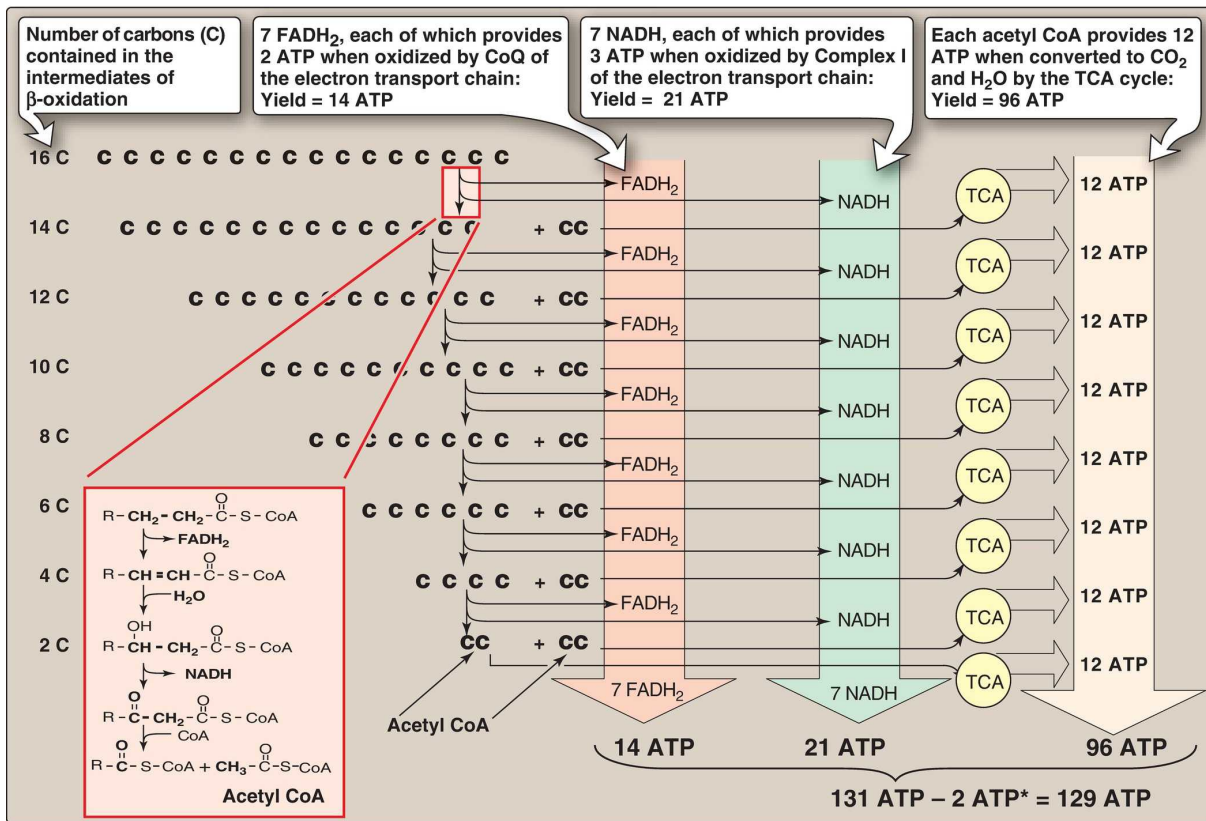 Number of carbons (C)
contained in the
intermediates of
β-oxidation
7 FADH₂, each of which provides
2 ATP when oxidized by CoQ of
the electron transport chain:
Yield = 14 ATP
7 NADH, each of which provides
3 ATP when oxidized by Complex I
of the electron transport chain:
Yield = 21 ATP
Each acetyl CoA provides 12
ATP when converted to CO₂
and H₂O by the TCA cycle:
Yield = 96 ATP
16 C C C C C C C C C C C C C C C C C
FADH₂
NADH
TCA
12 ATP
14 C C C C C C C C C C C C C C C + CC
FADH₂
NADH
TCA
12 ATP
12 C C C C C C C C C C C C C + CC
FADH₂
NADH
TCA
12 ATP
10 C C C C C C C C C C C + CC
FADH₂
NADH
TCA
12 ATP
8 C C C C C C C C C + CC
FADH₂
NADH
TCA
12 ATP
6 C C C C C C C + CC
FADH₂
NADH
TCA
12 ATP
4 C C C C C + CC
FADH₂
NADH
TCA
12 ATP
2 C CC + CC
TCA
12 ATP
7 FADH₂
7 NADH
Acetyl CoA
14 ATP
21 ATP
96 ATP
131 ATP – 2 ATP* = 129 ATP
O
R–CH₂–CH₂–C–S–CoA
FADH₂
O
R–CH=CH–C–S–CoA
H₂O
OH O
R–CH–CH₂–C–S–CoA
NADH
O O
R–C–CH₂–C–S–CoA
CoA
O O
R–C–S–CoA + CH₃–C–S–CoA
Acetyl CoA